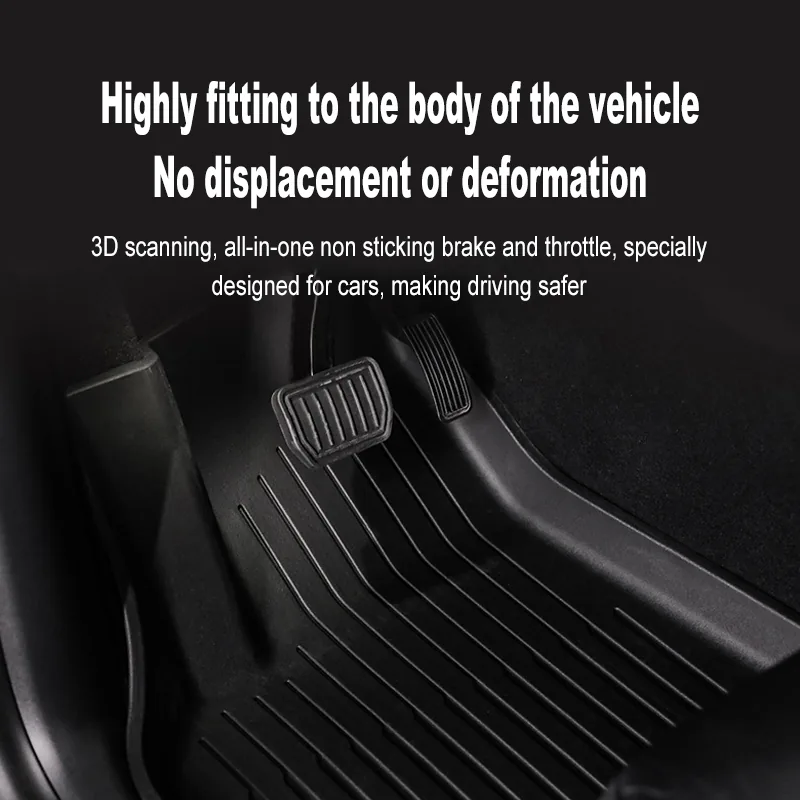 Highly fitting to the body of the vehicle
No displacement or deformation
3D scanning, all-in-one non sticking brake and throttle, specially
designed for cars, making driving safer